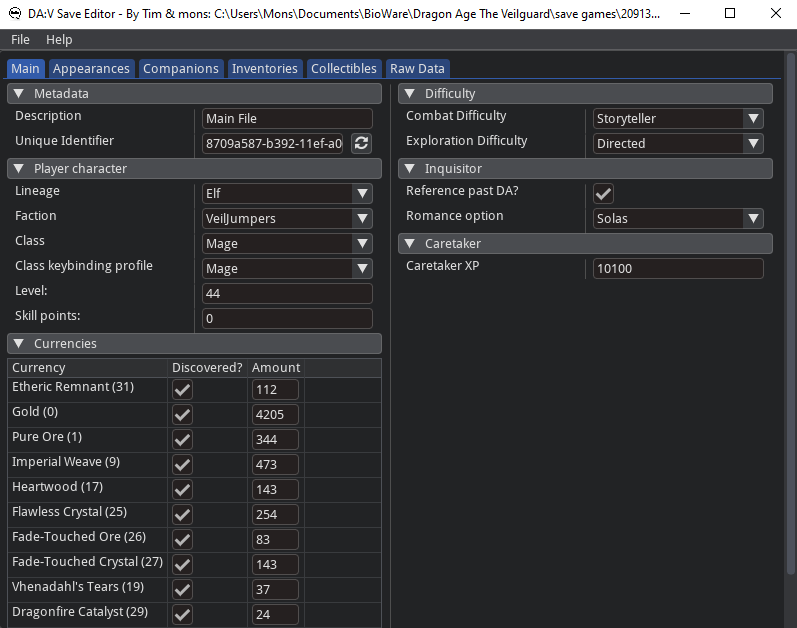 DA:V Save Editor - By Tim & mons: C:\Users\Mons\Documents\BioWare\Dragon Age The Veilguard\save games\20913...
File Help
Main Appearances Companions Inventories Collectibles Raw Data
Metadata
Description Main File
Unique Identifier 8709a587-b392-11ef-a0
Player character
Lineage Elf
Faction VeilJumpers
Class Mage
Class keybinding profile Mage
Level: 44
Skill points: 0
Currencies
Currency Discovered? Amount
Etheric Remnant (31) 112
Gold (0) 4205
Pure Ore (1) 344
Imperial Weave (9) 473
Heartwood (17) 143
Flawless Crystal (25) 254
Fade-Touched Ore (26) 83
Fade-Touched Crystal (27) 143
Vhenadahl's Tears (19) 37
Dragonfire Catalyst (29) 24
Difficulty
Combat Difficulty Storyteller
Exploration Difficulty Directed
Inquisitor
Reference past DA?
Romance option Solas
Caretaker
Caretaker XP 10100